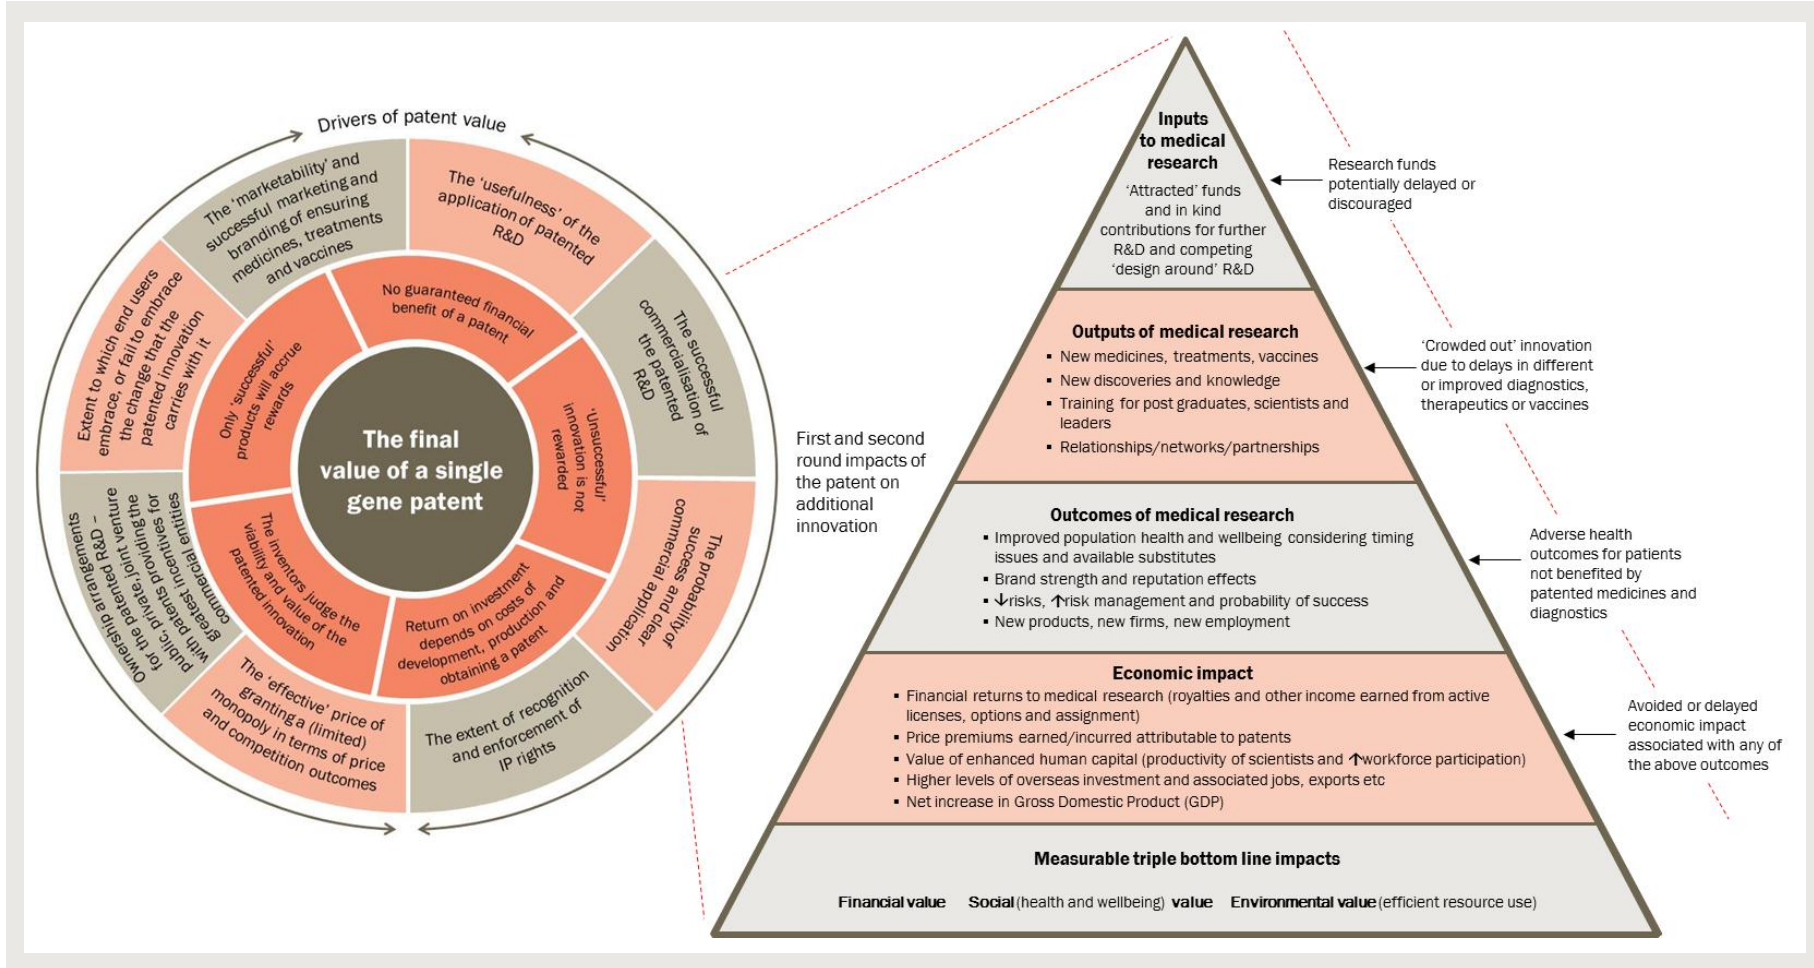 Drivers of patent value
The 'usefulness' of the
application of patented
R&D
The successful
commercialisation of
the patented
R&D
The probability of
success and clear
commercial application
The extent of recognition
and enforcement of
IP rights
The 'effective' price of
granting a (limited)
monopoly in terms of price
and competition outcomes
Ownership arrangements
for the patented R&D –
public, private, joint venture
with patents providing the
greatest incentives for
commercial entities
Extent to which end users
embrace, or fail to embrace
the change that the
patented innovation
carries with it
The 'marketability' and
successful marketing and
branding of ensuring
medicines, treatments
and vaccines
No guaranteed financial
benefit of a patent
'Unsuccessful'
innovation is not
rewarded
Return on investment
depends on costs of
development, production and
obtaining a patent
The inventors judge the
viability and value of the
patented innovation
Only 'successful'
products will accrue
rewards
The final
value of a single
gene patent
First and second
round impacts of
the patent on
additional
innovation
Inputs
to medical
research
'Attracted' funds
and in kind
contributions for further
R&D and competing
'design around' R&D
Outputs of medical research
▪ New medicines, treatments, vaccines
▪ New discoveries and knowledge
▪ Training for post graduates, scientists and
leaders
▪ Relationships/networks/partnerships
Outcomes of medical research
▪ Improved population health and wellbeing considering timing
issues and available substitutes
▪ Brand strength and reputation effects
▪ ↓risks, ↑risk management and probability of success
▪ New products, new firms, new employment
Economic impact
▪ Financial returns to medical research (royalties and other income earned from active
licenses, options and assignment)
▪ Price premiums earned/incurred attributable to patents
▪ Value of enhanced human capital (productivity of scientists and ↑workforce participation)
▪ Higher levels of overseas investment and associated jobs, exports etc
▪ Net increase in Gross Domestic Product (GDP)
Measurable triple bottom line impacts
Financial value Social (health and wellbeing) value Environmental value (efficient resource use)
Research funds
potentially delayed or
discouraged
'Crowded out' innovation
due to delays in different
or improved diagnostics,
therapeutics or vaccines
Adverse health
outcomes for patients
not benefited by
patented medicines and
diagnostics
Avoided or delayed
economic impact
associated with any of
the above outcomes